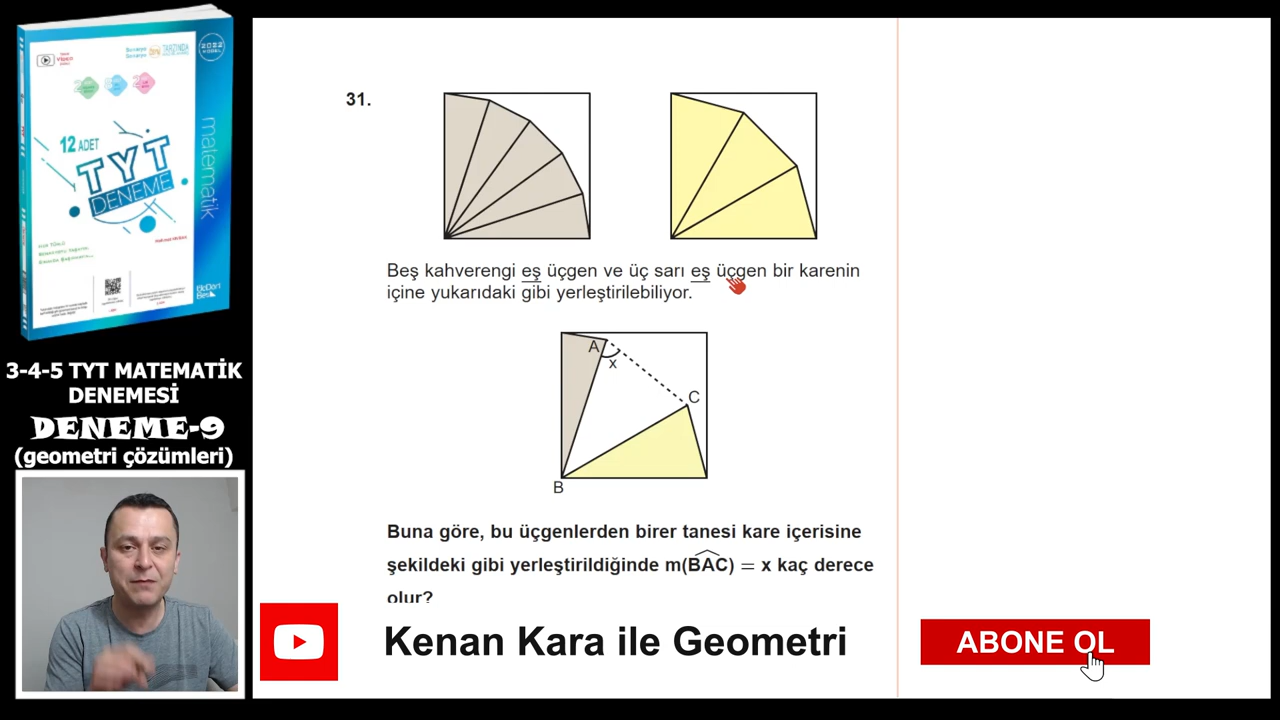 2022
MODEL
12 ADET
TYT
DENEME
matematik
3-4-5 TYT MATEMATİK
DENEMESİ
DENEME-9
(geometri çözümleri)
31.
Beş kahverengi eş üçgen ve üç sarı eş üçgen bir karenin
içine yukarıdaki gibi yerleştirilebiliyor.
A
x
C
B
Buna göre, bu üçgenlerden birer tanesi kare içerisine
şekildeki gibi yerleştirildiğinde m(BAC) = x kaç derece
olur?
Kenan Kara ile Geometri
ABONE OL